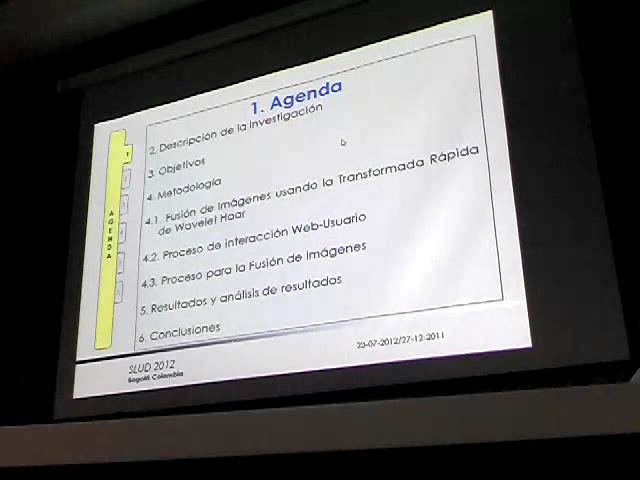 1. Agenda
2. Descripción de la Investigación
3. Objetivos
4. Metodología
4.1. Fusión de Imágenes usando la Transformada Rápida
de Wavelet Haar
4.2. Proceso de interacción Web-Usuario
4.3. Proceso para la Fusión de Imágenes
5. Resultados y análisis de resultados
6. Conclusiones
AGENDA
1
SLUD 2012
Bogotá Colombia
23-07-2012/27-12-2011